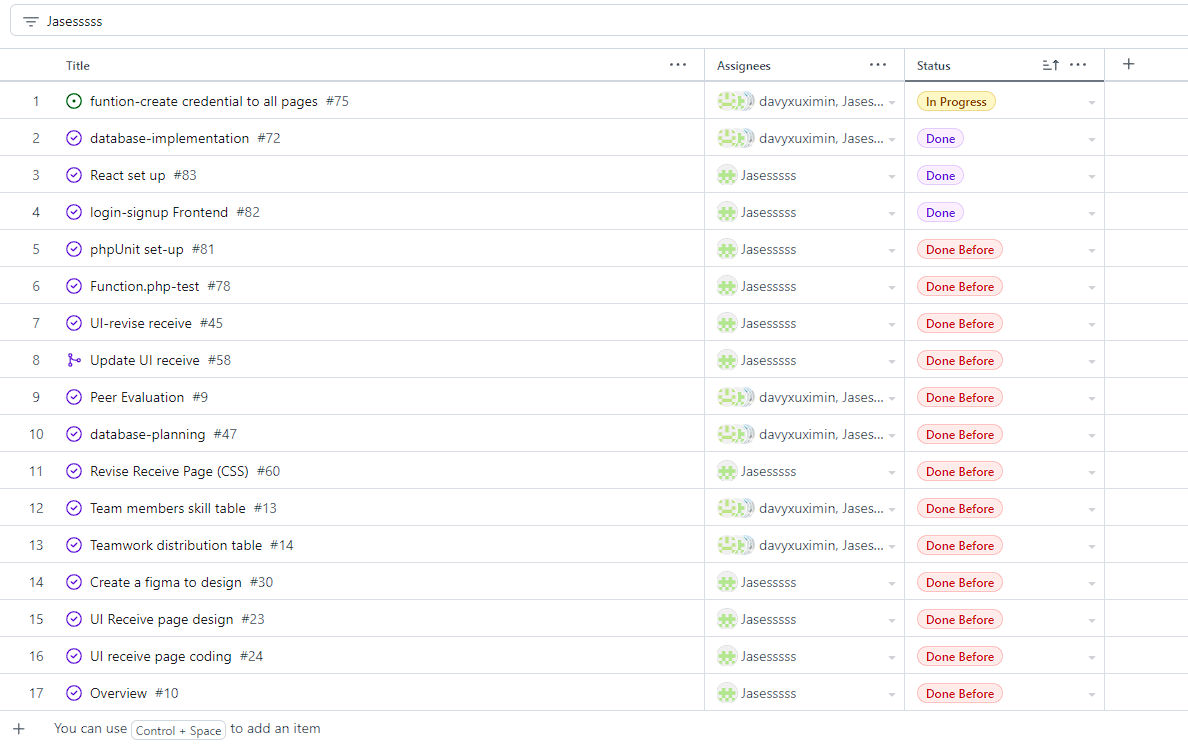 Jasesssss
Title ... Assignees ... Status ... +
1 funtion-create credential to all pages #75 davyxuximin, Jases... In Progress
2 database-implementation #72 davyxuximin, Jases... Done
3 React set up #83 Jasesssss Done
4 login-signup Frontend #82 Jasesssss Done
5 phpUnit set-up #81 Jasesssss Done Before
6 Function.php-test #78 Jasesssss Done Before
7 UI-revise receive #45 Jasesssss Done Before
8 Update UI receive #58 Jasesssss Done Before
9 Peer Evaluation #9 davyxuximin, Jases... Done Before
10 database-planning #47 davyxuximin, Jases... Done Before
11 Revise Receive Page (CSS) #60 Jasesssss Done Before
12 Team members skill table #13 davyxuximin, Jases... Done Before
13 Teamwork distribution table #14 davyxuximin, Jases... Done Before
14 Create a figma to design #30 Jasesssss Done Before
15 UI Receive page design #23 Jasesssss Done Before
16 UI receive page coding #24 Jasesssss Done Before
17 Overview #10 Jasesssss Done Before
+ You can use Control + Space to add an item